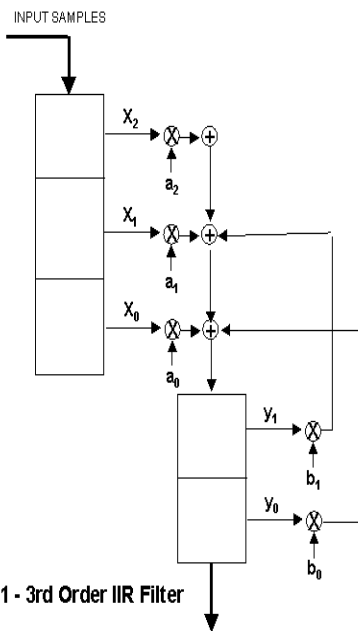 INPUT SAMPLES
X₂
a₂
X₁
a₁
X₀
a₀
y₁
b₁
y₀
b₀
1 - 3rd Order IIR Filter